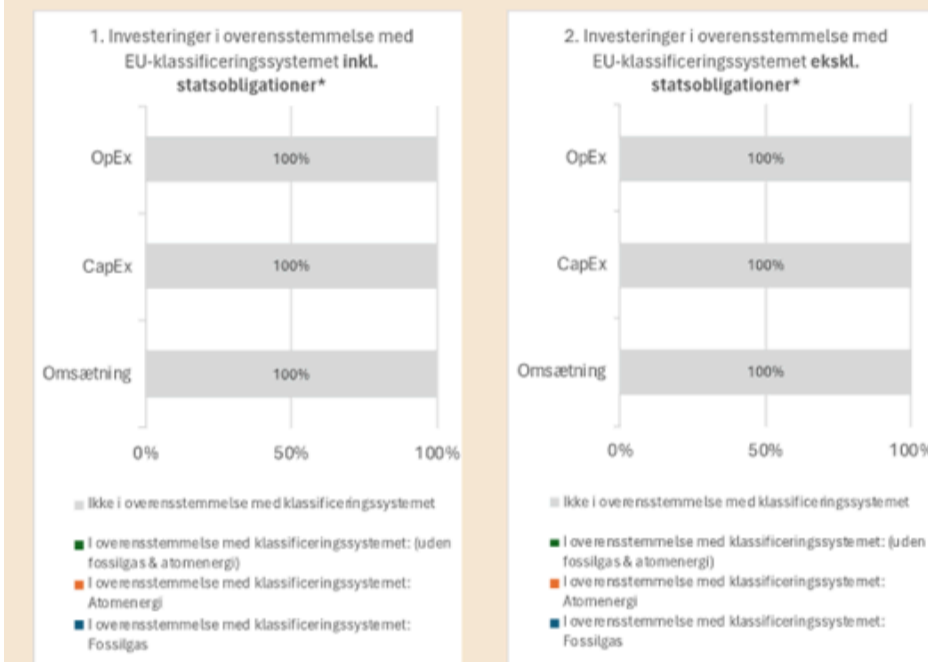 1. Investeringer i overensstemmelse med
EU-klassificeringssystemet inkl.
statsobligationer*
OpEx
100%
CapEx
100%
Omsætning
100%
0%
50%
100%
Ikke i overensstemmelse med klassificeringssystemet
I overensstemmelse med klassificeringssystemet: (uden
fossilgas & atomenergi)
I overensstemmelse med klassificeringssystemet:
Atomenergi
I overensstemmelse med klassificeringssystemet:
Fossilgas
2. Investeringer i overensstemmelse med
EU-klassificeringssystemet ekskl.
statsobligationer*
OpEx
100%
CapEx
100%
Omsætning
100%
0%
50%
100%
Ikke i overensstemmelse med klassificeringssystemet
I overensstemmelse med klassificeringssystemet: (uden
fossilgas & atomenergi)
I overensstemmelse med klassificeringssystemet:
Atomenergi
I overensstemmelse med klassificeringssystemet:
Fossilgas